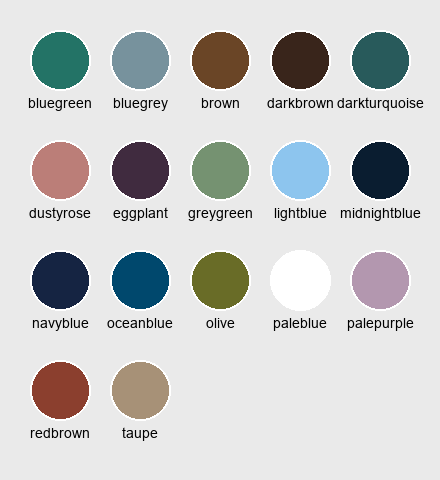 bluegreen bluegrey brown darkbrown darkturquoise
dustyrose eggplant greygreen lightblue midnightblue
navyblue oceanblue olive paleblue palepurple
redbrown taupe